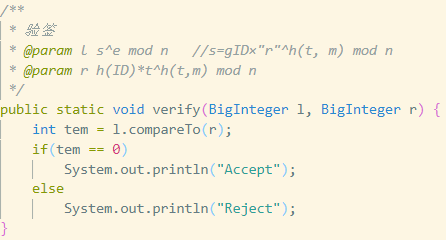 /**
 * 验签
 * @param l s^e mod n   //s=gID×"r"^h(t, m) mod n
 * @param r h(ID)*t^h(t,m) mod n
 */
public static void verify(BigInteger l, BigInteger r) {
    int tem = l.compareTo(r);
    if(tem == 0)
        System.out.println("Accept");
    else
        System.out.println("Reject");
}